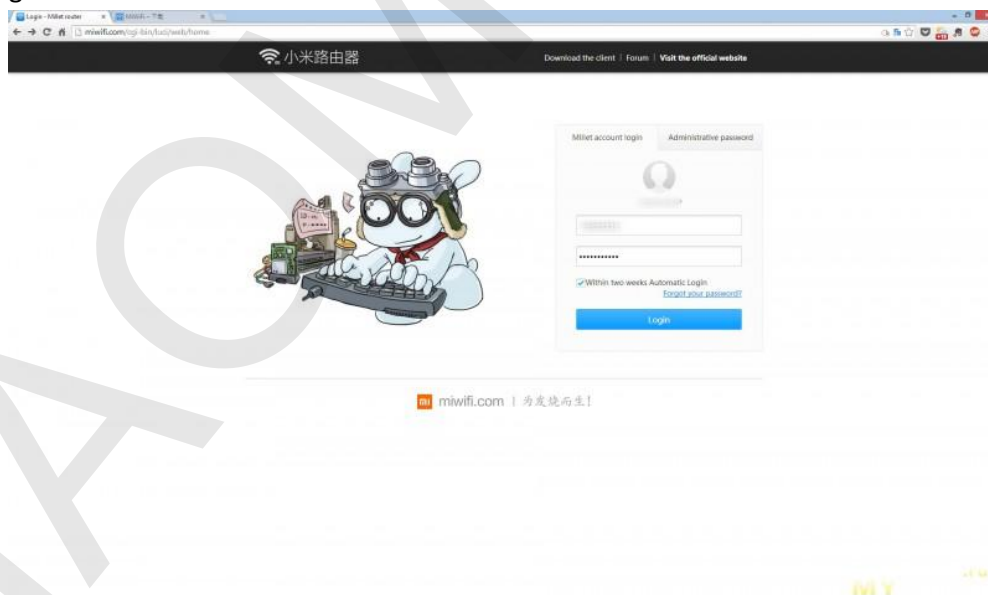 Login - Millet router
miwifi.com/cgi-bin/luci/web/home
小米路由器
Download the client | Forum | Visit the official website
Millet account login
Administrative password
Within two weeks Automatic Login
Forgot your password?
Login
mi miwifi.com | 为发烧而生!
MY